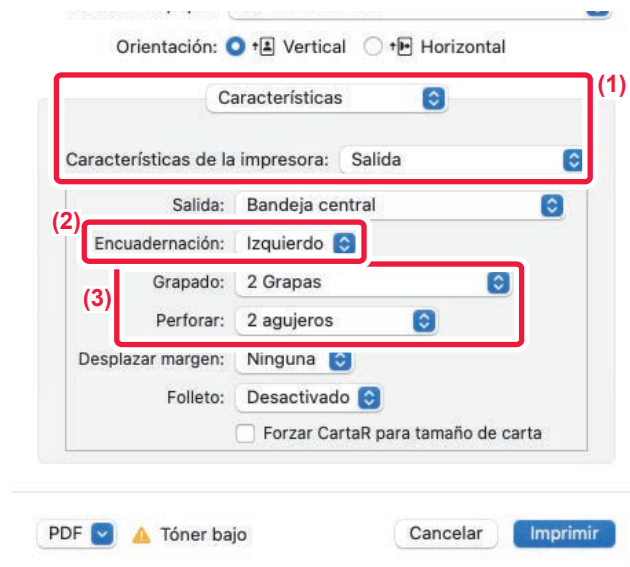 Orientación: Vertical Horizontal
(1)
Características
Características de la impresora: Salida
Salida: Bandeja central
(2)
Encuadernación: Izquierdo
Grapado: 2 Grapas
(3)
Perforar: 2 agujeros
Desplazar margen: Ninguna
Folleto: Desactivado
Forzar CartaR para tamaño de carta
PDF Tóner bajo Cancelar Imprimir